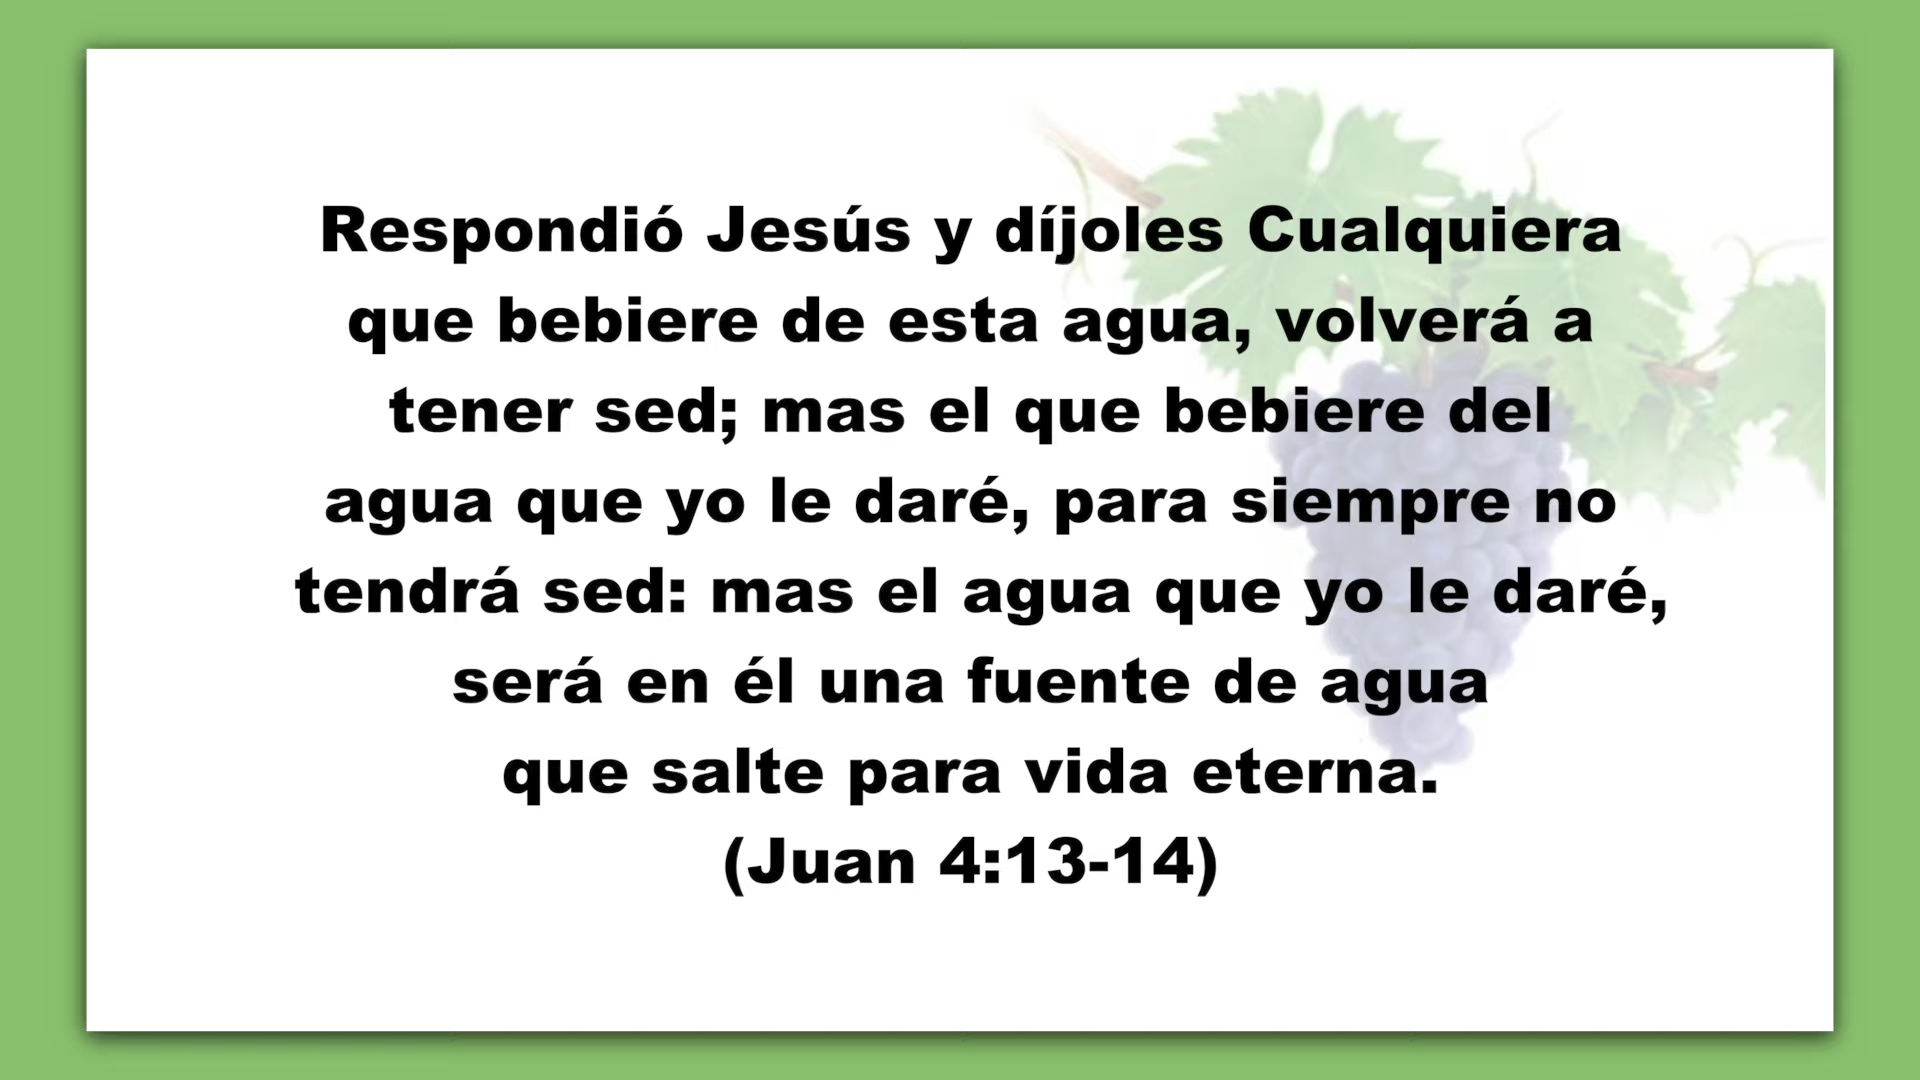 Respondió Jesús y díjoles Cualquiera
que bebiere de esta agua, volverá a
tener sed; mas el que bebiere del
agua que yo le daré, para siempre no
tendrá sed: mas el agua que yo le daré,
será en él una fuente de agua
que salte para vida eterna.
(Juan 4:13-14)